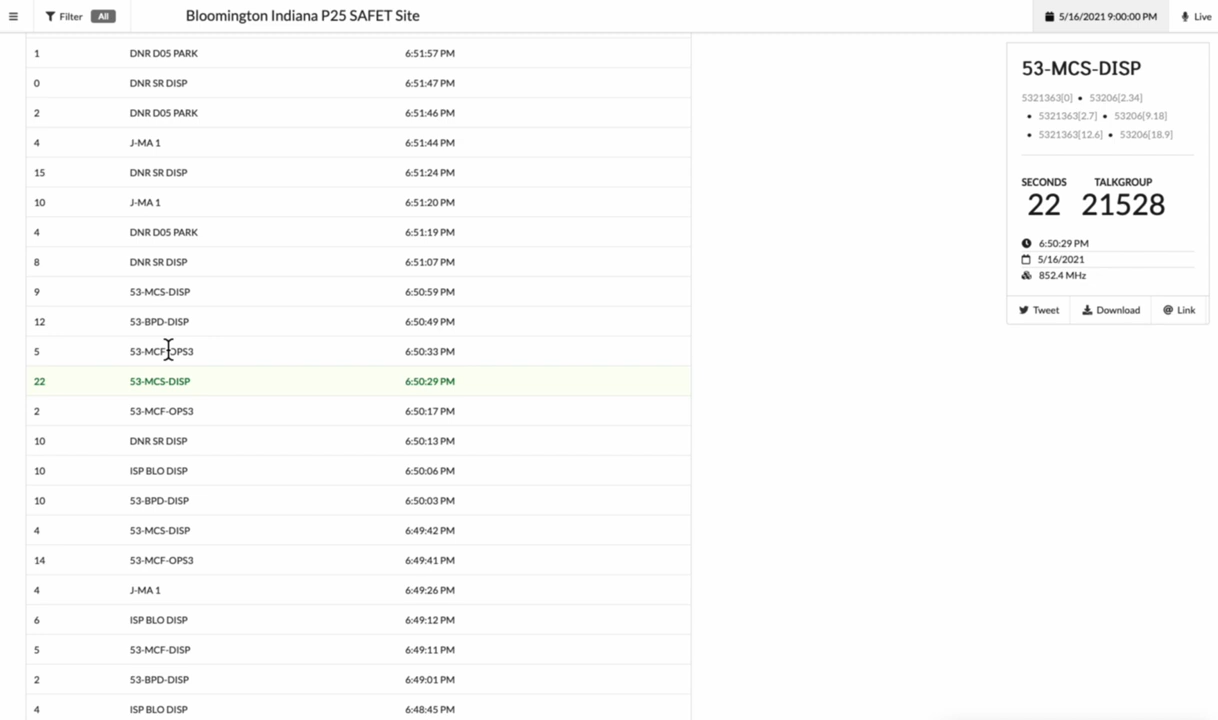 Filter All Bloomington Indiana P25 SAFET Site 5/16/2021 9:00:00 PM Live
1 DNR D05 PARK 6:51:57 PM
0 DNR SR DISP 6:51:47 PM
2 DNR D05 PARK 6:51:46 PM
4 J-MA 1 6:51:44 PM
15 DNR SR DISP 6:51:24 PM
10 J-MA 1 6:51:20 PM
4 DNR D05 PARK 6:51:19 PM
8 DNR SR DISP 6:51:07 PM
9 53-MCS-DISP 6:50:59 PM
12 53-BPD-DISP 6:50:49 PM
5 53-MCF-OPS3 6:50:33 PM
22 53-MCS-DISP 6:50:29 PM
2 53-MCF-OPS3 6:50:17 PM
10 DNR SR DISP 6:50:13 PM
10 ISP BLO DISP 6:50:06 PM
10 53-BPD-DISP 6:50:03 PM
4 53-MCS-DISP 6:49:42 PM
14 53-MCF-OPS3 6:49:41 PM
4 J-MA 1 6:49:26 PM
6 ISP BLO DISP 6:49:12 PM
5 53-MCF-DISP 6:49:11 PM
2 53-BPD-DISP 6:49:01 PM
4 ISP BLO DISP 6:48:45 PM
53-MCS-DISP
5321363[0] • 53206[2.34]
• 5321363[2.7] • 53206[9.18]
• 5321363[12.6] • 53206[18.9]
SECONDS TALKGROUP
22 21528
6:50:29 PM
5/16/2021
852.4 MHz
Tweet Download Link